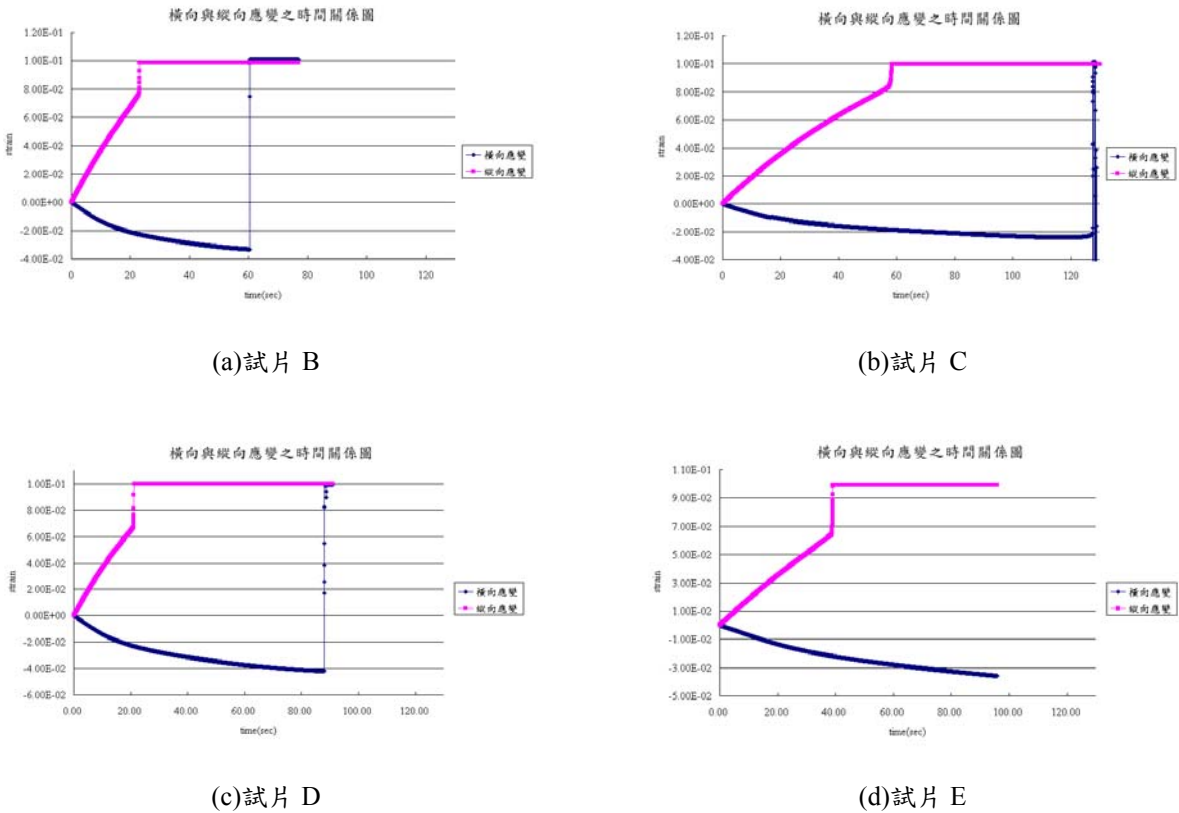 橫向與縱向應變之時間關係圖
1.20E-01
1.00E-01
8.00E-02
6.00E-02
4.00E-02
2.00E-02
0.00E+00
-2.00E-02
-4.00E-02
strain
0 20 40 60 80 100 120
time(sec)
橫向應變
縱向應變
(a)試片 B
橫向與縱向應變之時間關係圖
1.20E-01
1.00E-01
8.00E-02
6.00E-02
4.00E-02
2.00E-02
0.00E+00
-2.00E-02
-4.00E-02
strain
0 20 40 60 80 100 120
time(sec)
橫向應變
縱向應變
(b)試片 C
橫向與縱向應變之時間關係圖
1.00E-01
8.00E-02
6.00E-02
4.00E-02
2.00E-02
0.00E+00
-2.00E-02
-4.00E-02
-6.00E-02
strain
0.00 20.00 40.00 60.00 80.00 100.00 120.00
time(sec)
橫向應變
縱向應變
(c)試片 D
橫向與縱向應變之時間關係圖
1.10E-01
9.00E-02
7.00E-02
5.00E-02
3.00E-02
1.00E-02
-1.00E-02
-3.00E-02
-5.00E-02
strain
0.00 20.00 40.00 60.00 80.00 100.00 120.00
time(sec)
橫向應變
縱向應變
(d)試片 E